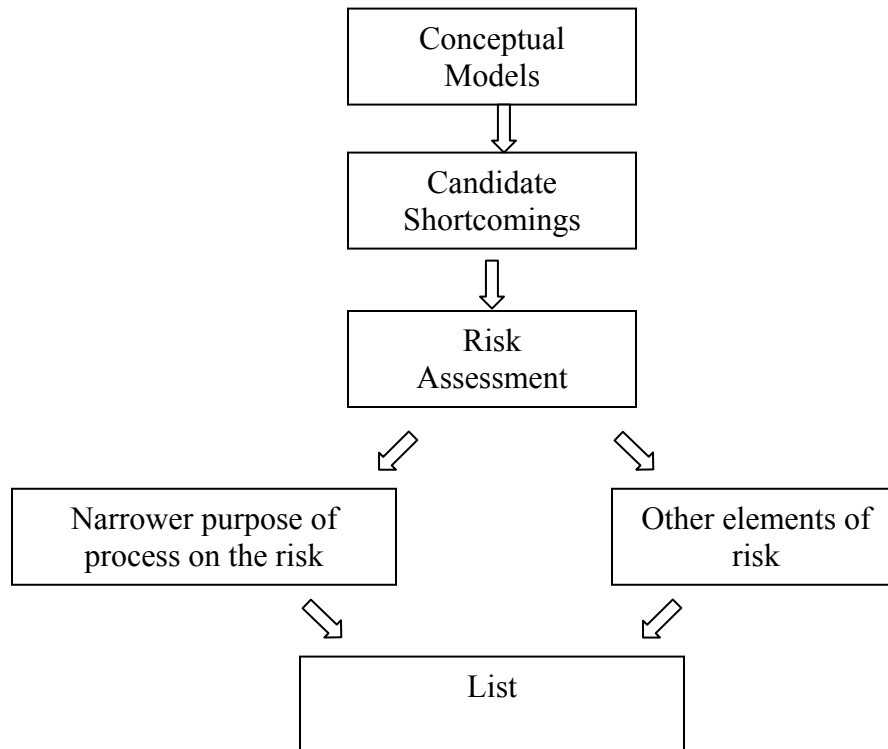 Conceptual
Models
Candidate
Shortcomings
Risk
Assessment
Narrower purpose of
process on the risk
Other elements of
risk
List